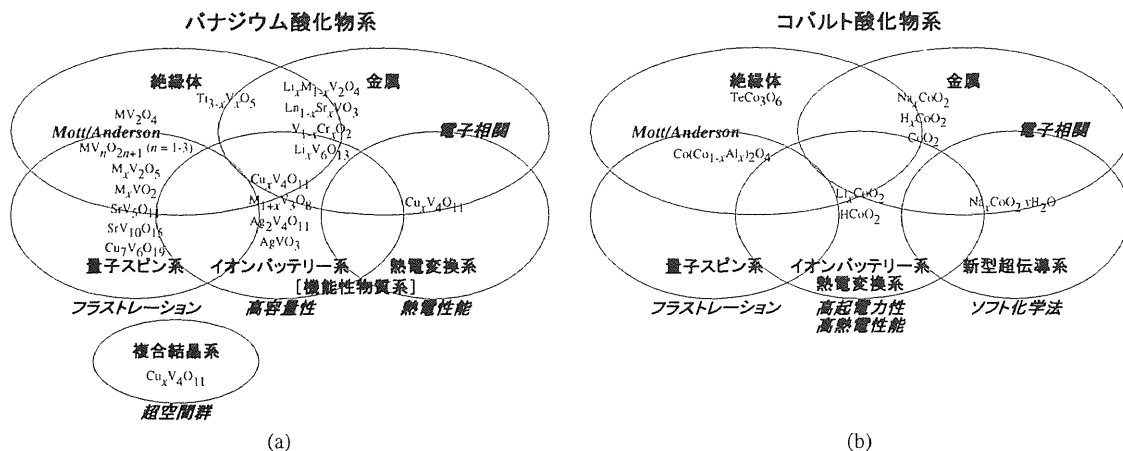 バナジウム酸化物系
絶縁体
金属
Ti3-xVxO5
LixM1-xV2O4
Ln1-xSrxVO3
V1-xCrxO2
LixV6O13
MV2O4
Mott/Anderson
電子相関
MVnO2n+1 (n = 1-3)
MxV2O5
MxVO2
SrV5O11
SrV10O15
Cu7V6O19
CuxV4O11
M1+xV3O8
Ag2V4O11
AgVO3
CuxV4O11
量子スピン系
イオンバッテリー系
[機能性物質系]
熱電変換系
フラストレーション
高容量性
熱電性能
複合結晶系
CuxV4O11
超空間群
(a)
コバルト酸化物系
絶縁体
金属
TeCo3O6
NaxCoO2
HxCoO2
CoO2
Mott/Anderson
電子相関
Co(Co1-xAlx)2O4
LixCoO2
HCoO2
NaxCoO2 yH2O
量子スピン系
イオンバッテリー系
熱電変換系
新型超伝導系
フラストレーション
高起電力性
高熱電性能
ソフト化学法
(b)